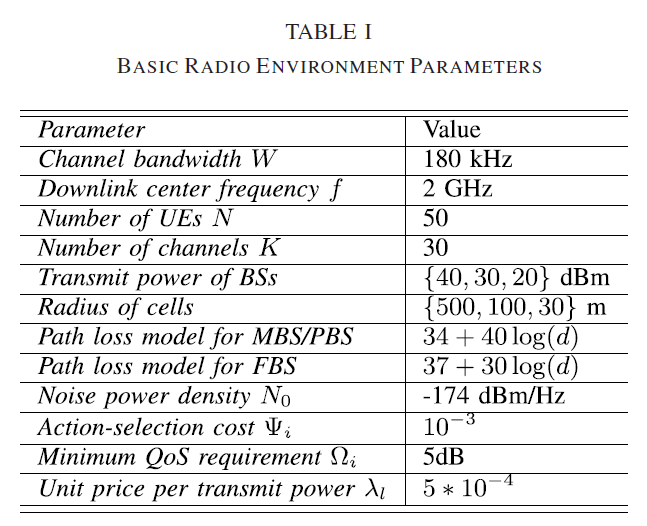 TABLE I
BASIC RADIO ENVIRONMENT PARAMETERS
Parameter Value
Channel bandwidth W 180 kHz
Downlink center frequency f 2 GHz
Number of UEs N 50
Number of channels K 30
Transmit power of BSs {40, 30, 20} dBm
Radius of cells {500, 100, 30} m
Path loss model for MBS/PBS 34 + 40 log(d)
Path loss model for FBS 37 + 30 log(d)
Noise power density N₀ -174 dBm/Hz
Action-selection cost Ψᵢ 10⁻³
Minimum QoS requirement Ωᵢ 5dB
Unit price per transmit power λₗ 5 * 10⁻⁴